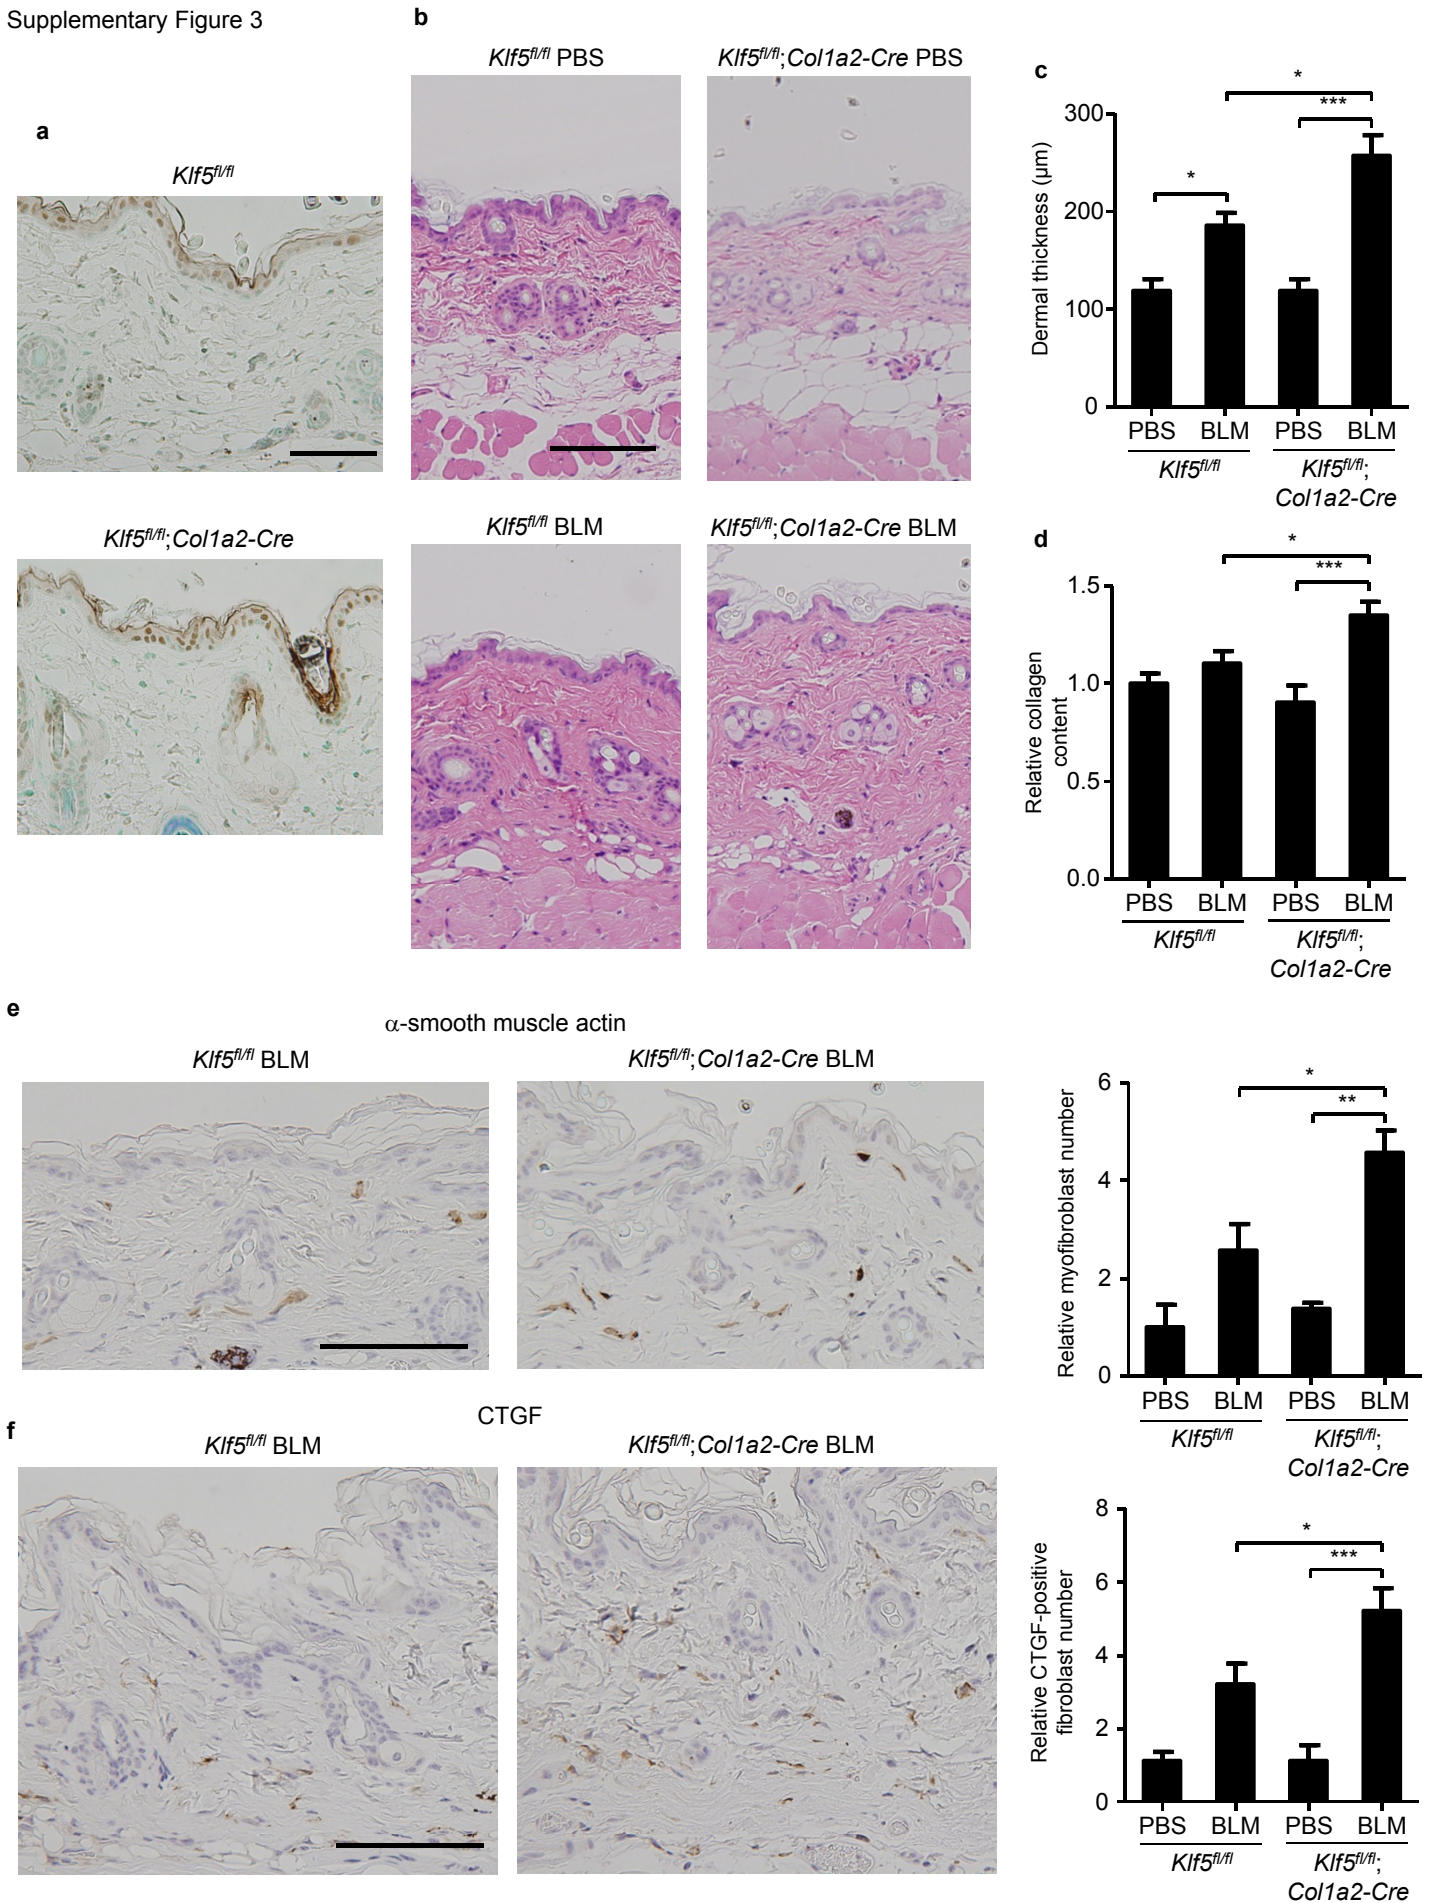 Supplementary Figure 3
a
Klf5fl/fl
Klf5fl/fl;Col1a2-Cre
b
Klf5fl/fl PBS
Klf5fl/fl;Col1a2-Cre PBS
Klf5fl/fl BLM
Klf5fl/fl;Col1a2-Cre BLM
c
*
***
*
300
200
100
0
Dermal thickness (µm)
PBS BLM PBS BLM
Klf5fl/fl
Klf5fl/fl;
Col1a2-Cre
d
*
***
1.5
1.0
0.5
0.0
Relative collagen
content
PBS BLM PBS BLM
Klf5fl/fl
Klf5fl/fl;
Col1a2-Cre
e
α-smooth muscle actin
Klf5fl/fl BLM
Klf5fl/fl;Col1a2-Cre BLM
*
**
6
4
2
0
Relative myofibroblast number
PBS BLM PBS BLM
Klf5fl/fl
Klf5fl/fl;
Col1a2-Cre
f
CTGF
Klf5fl/fl BLM
Klf5fl/fl;Col1a2-Cre BLM
*
***
8
6
4
2
0
Relative CTGF-positive
fibroblast number
PBS BLM PBS BLM
Klf5fl/fl
Klf5fl/fl;
Col1a2-Cre